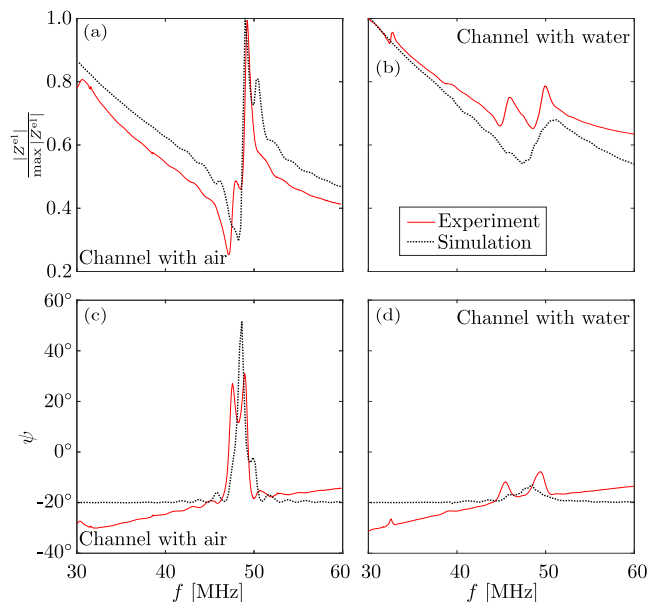 (a)
1.0
0.8
0.6
0.4
0.2
|Z^el|
max |Z^el|
Channel with air
(b)
Channel with water
Experiment
Simulation
(c)
60°
40°
20°
0°
-20°
-40°
ψ
Channel with air
30 40 50 60
f [MHz]
(d)
Channel with water
30 40 50 60
f [MHz]